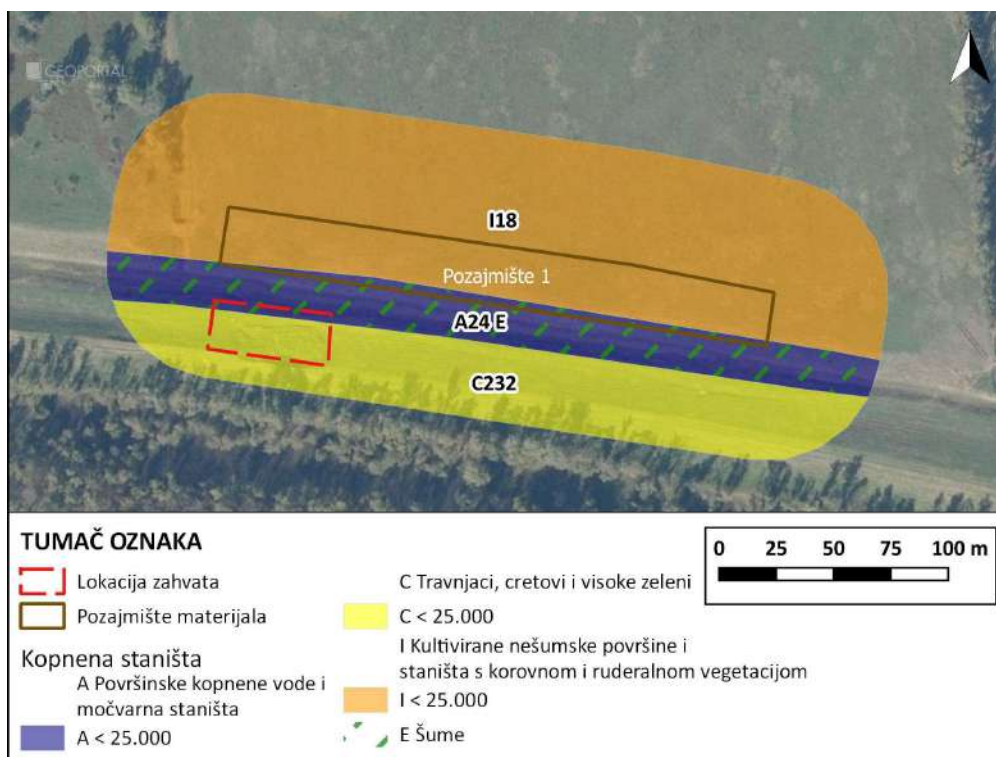 GEOPORTAL
I18
Pozajmište 1
A24 E
C232
TUMAČ OZNAKA
Lokacija zahvata
Pozajmište materijala
Kopnena staništa
A Površinske kopnene vode i
močvarna staništa
A < 25.000
C Travnjaci, cretovi i visoke zeleni
C < 25.000
I Kultivirane nešumske površine i
staništa s korovnom i ruderalnom vegetacijom
I < 25.000
E Šume
0 25 50 75 100 m